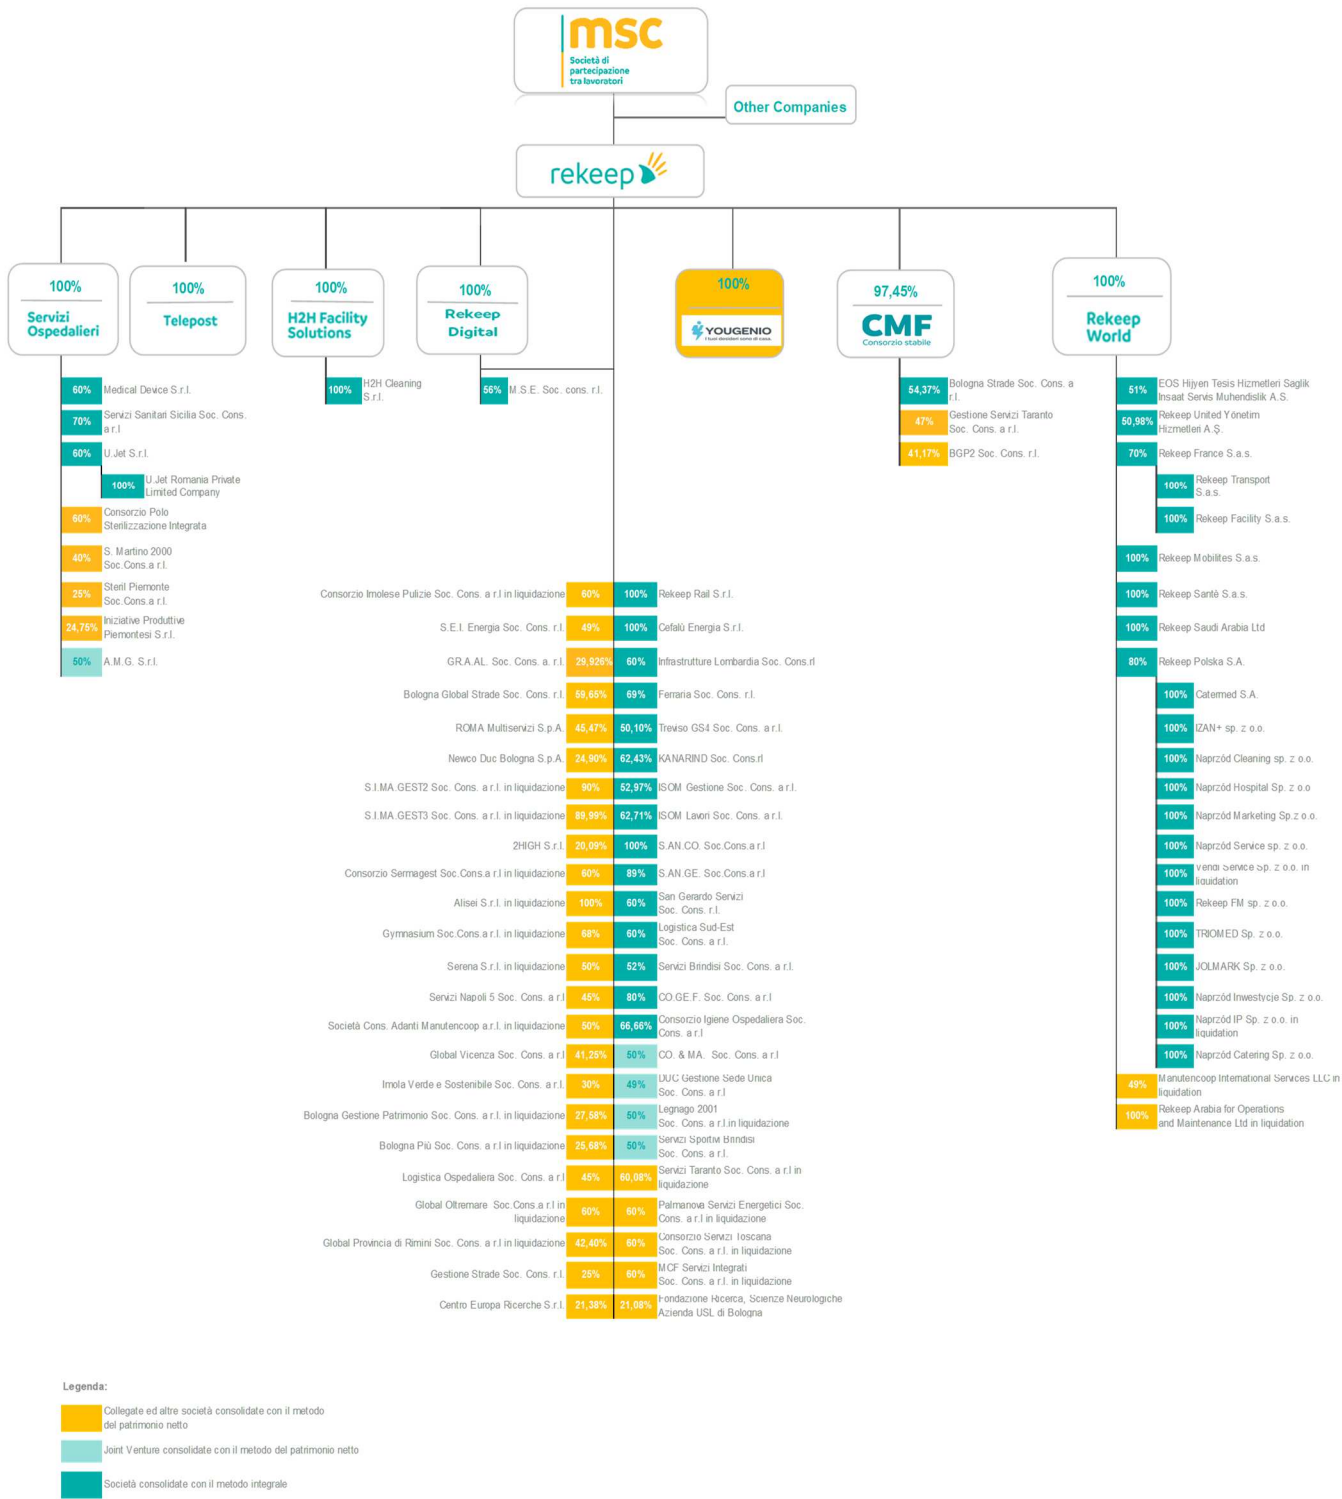 msc
Società di
partecipazione
tra lavoratori
Other Companies
rekeep
100%
Servizi
Ospedalieri
100%
Telepost
100%
H2H Facility
Solutions
100%
Rekeep
Digital
100%
YOUGENIO
I tuoi desideri sono di casa.
97,45%
CMF
Consorzio stabile
100%
Rekeep
World
60% Medical Device S.r.l.
70% Servizi Sanitari Sicilia Soc. Cons.
a r.l
60% U.Jet S.r.l.
100% U.Jet Romania Private
Limited Company
60% Consorzio Polo
Sterilizzazione Integrata
40% S. Martino 2000
Soc.Cons.a r.l.
25% Steril Piemonte
Soc.Cons.a r.l.
24,75% Iniziative Produttive
Piemontesi S.r.l.
50% A.M.G. S.r.l.
100% H2H Cleaning
S.r.l.
56% M.S.E. Soc. cons. r.l.
54,37% Bologna Strade Soc. Cons. a
r.l.
47% Gestione Servizi Taranto
Soc. Cons. a r.l.
41,17% BGP2 Soc. Cons. r.l.
51% EOS Hijyen Tesis Hizmetleri Saglik
Insaat Servis Muhendislik A.S.
50,98% Rekeep United Yönetim
Hizmetleri A.Ş.
70% Rekeep France S.a.s.
100% Rekeep Transport
S.a.s.
100% Rekeep Facility S.a.s.
100% Rekeep Mobilites S.a.s.
100% Rekeep Santè S.a.s.
100% Rekeep Saudi Arabia Ltd
80% Rekeep Polska S.A.
100% Catermed S.A.
100% IZAN+ sp. z o.o.
100% Naprzód Cleaning sp. z o.o.
100% Naprzód Hospital Sp. z o.o
100% Naprzód Marketing Sp.z o.o.
100% Naprzód Service sp. z o.o.
100% Vendi Service Sp. z o.o. in
liquidation
100% Rekeep FM sp. z o.o.
100% TRIOMED Sp. z o.o.
100% JOLMARK Sp. z o.o.
100% Naprzód Inwestycje Sp. z o.o.
100% Naprzód IP Sp. z o.o. in
liquidation
100% Naprzód Catering Sp. z o.o.
49% Manutencoop International Services LLC in
liquidation
100% Rekeep Arabia for Operations
and Maintenance Ltd in liquidation
Consorzio Imolese Pulizie Soc. Cons. a r.l in liquidazione 60% 100% Rekeep Rail S.r.l.
S.E.I. Energia Soc. Cons. r.l. 49% 100% Cefalù Energia S.r.l.
GR.A.AL. Soc. Cons. a. r.l. 29,926% 60% Infrastrutture Lombardia Soc. Cons.rl
Bologna Global Strade Soc. Cons. r.l. 59,65% 69% Ferraria Soc. Cons. r.l.
ROMA Multiservizi S.p.A. 45,47% 50,10% Treviso GS4 Soc. Cons. a r.l.
Newco Duc Bologna S.p.A. 24,90% 62,43% KANARIND Soc. Cons.rl
S.I.MA.GEST2 Soc. Cons. a r.l. in liquidazione 90% 52,97% ISOM Gestione Soc. Cons. a r.l.
S.I.MA.GEST3 Soc. Cons. a r.l. in liquidazione 89,99% 62,71% ISOM Lavori Soc. Cons. a r.l.
2HIGH S.r.l. 20,09% 100% S.AN.CO. Soc.Cons.a r.l
Consorzio Sermagest Soc.Cons.a r.l in liquidazione 60% 89% S.AN.GE. Soc.Cons.a r.l
Alisei S.r.l. in liquidazione 100% 60% San Gerardo Servizi
Soc. Cons. r.l.
Gymnasium Soc.Cons.a r.l. in liquidazione 68% 60% Logistica Sud-Est
Soc. Cons. a r.l.
Serena S.r.l. in liquidazione 50% 52% Servizi Brindisi Soc. Cons. a r.l.
Servizi Napoli 5 Soc. Cons. a r.l 45% 80% CO.GE.F. Soc. Cons. a r.l
Società Cons. Adanti Manutencoop a.r.l. in liquidazione 50% 66,66% Consorzio Igiene Ospedaliera Soc.
Cons. a r.l
Global Vicenza Soc. Cons. a r.l 41,25% 50% CO. & MA. Soc. Cons. a r.l
Imola Verde e Sostenibile Soc. Cons. a r.l. 30% 49% DUC Gestione Sede Unica
Soc. Cons. a r.l
Bologna Gestione Patrimonio Soc. Cons. a r.l. in liquidazione 27,58% 50% Legnago 2001
Soc. Cons. a r.l.in liquidazione
Bologna Più Soc. Cons. a r.l in liquidazione 25,68% 50% Servizi Sportivi Brindisi
Soc. Cons. a r.l.
Logistica Ospedaliera Soc. Cons. a r.l 45% 60,08% Servizi Taranto Soc. Cons. a r.l in
liquidazione
Global Oltremare Soc.Cons.a r.l in
liquidazione 60% 60% Palmanova Servizi Energetici Soc.
Cons. a r.l in liquidazione
Global Provincia di Rimini Soc. Cons. a r.l in liquidazione 42,40% 60% Consorzio Servizi Toscana
Soc. Cons. a r.l. in liquidazione
Gestione Strade Soc. Cons. r.l. 25% 60% MCF Servizi Integrati
Soc. Cons. a r.l. in liquidazione
Centro Europa Ricerche S.r.l. 21,38% 21,08% Fondazione Ricerca, Scienze Neurologiche
Azienda USL di Bologna
Legenda:
Collegate ed altre società consolidate con il metodo
del patrimonio netto
Joint Venture consolidate con il metodo del patrimonio netto
Società consolidate con il metodo integrale